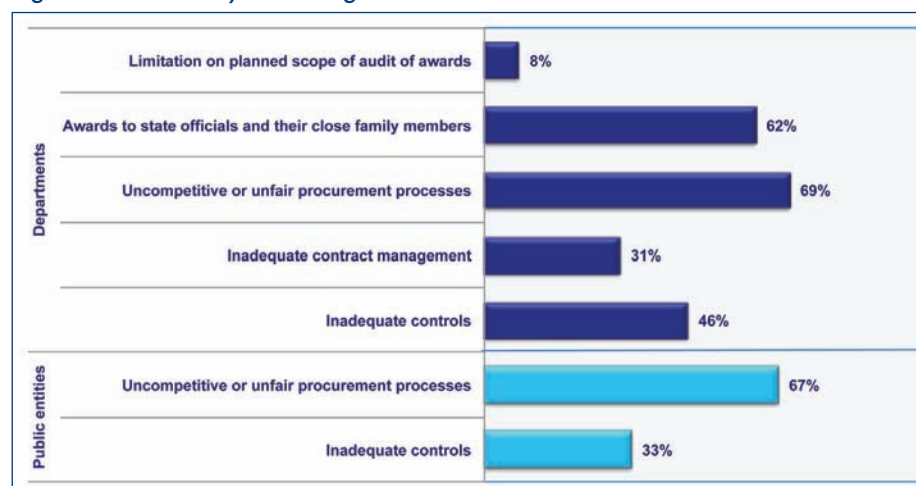 Departments
Limitation on planned scope of audit of awards 8%
Awards to state officials and their close family members 62%
Uncompetitive or unfair procurement processes 69%
Inadequate contract management 31%
Inadequate controls 46%
Public entities
Uncompetitive or unfair procurement processes 67%
Inadequate controls 33%